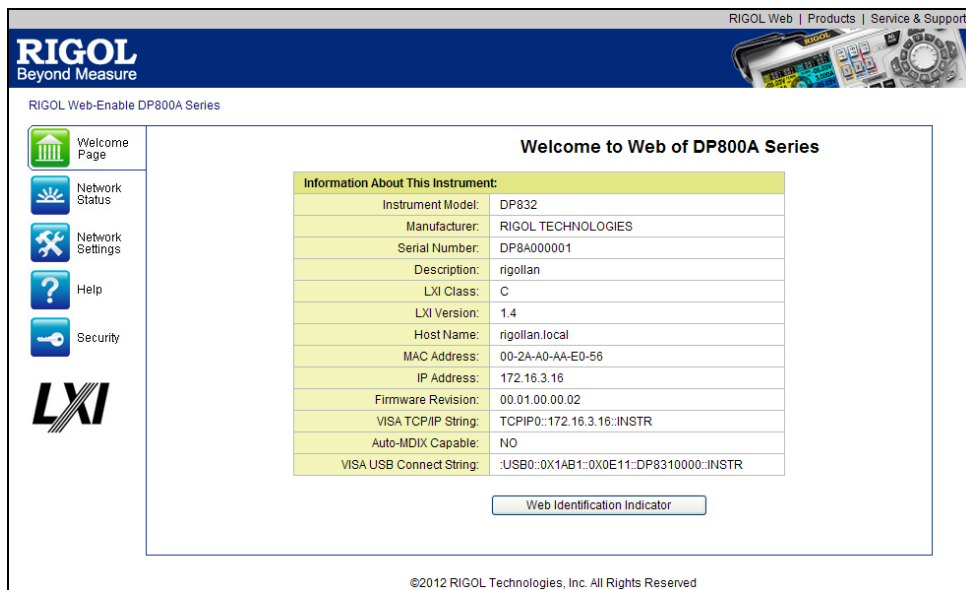 RIGOL Web | Products | Service & Support
RIGOL
Beyond Measure
RIGOL
RIGOL Web-Enable DP800A Series
Welcome
Page
Network
Status
Network
Settings
Help
Security
LXI
Welcome to Web of DP800A Series
Information About This Instrument:
Instrument Model: DP832
Manufacturer: RIGOL TECHNOLOGIES
Serial Number: DP8A000001
Description: rigollan
LXI Class: C
LXI Version: 1.4
Host Name: rigollan.local
MAC Address: 00-2A-A0-AA-E0-56
IP Address: 172.16.3.16
Firmware Revision: 00.01.00.00.02
VISA TCP/IP String: TCPIP0::172.16.3.16::INSTR
Auto-MDIX Capable: NO
VISA USB Connect String: :USB0::0X1AB1::0X0E11::DP8310000::INSTR
Web Identification Indicator
©2012 RIGOL Technologies, Inc. All Rights Reserved